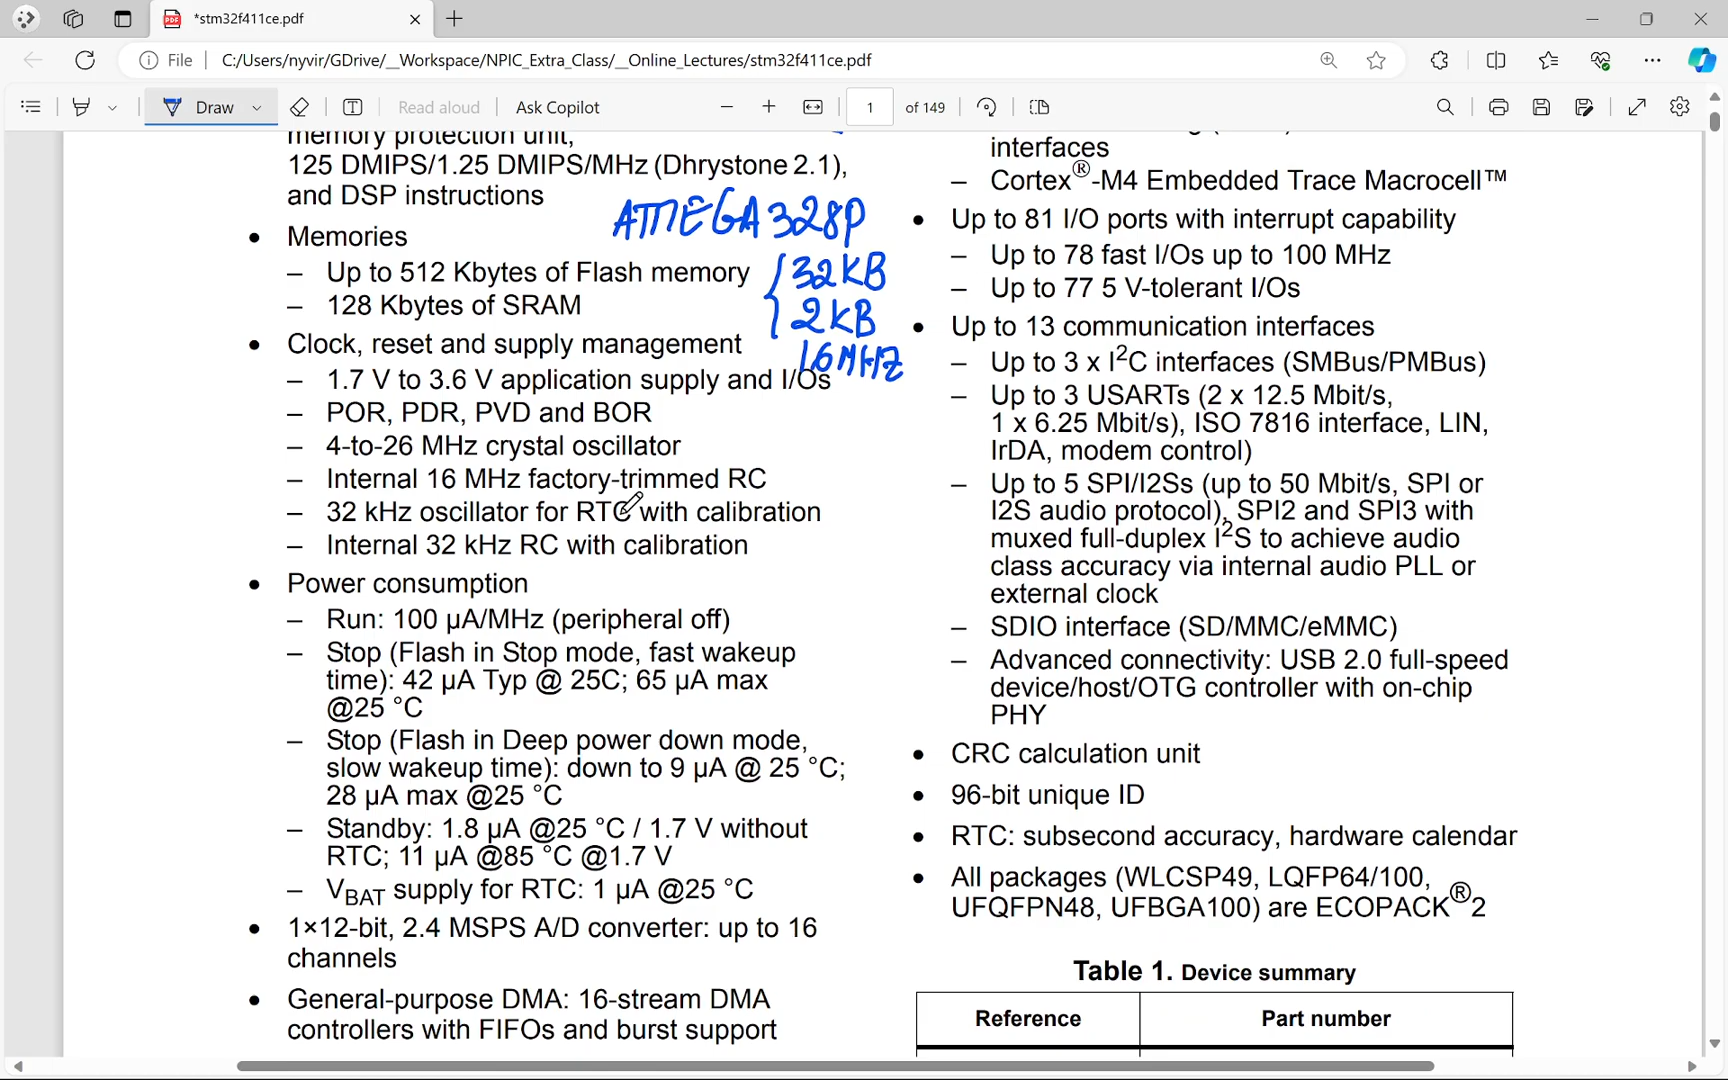 *stm32f411ce.pdf
File
C:/Users/nyvir/GDrive/__Workspace/NPIC_Extra_Class/__Online_Lectures/stm32f411ce.pdf
Draw
Read aloud
Ask Copilot
1 of 149
memory protection unit,
125 DMIPS/1.25 DMIPS/MHz (Dhrystone 2.1),
and DSP instructions
ATMEGA328P
• Memories
– Up to 512 Kbytes of Flash memory
32KB
– 128 Kbytes of SRAM
2KB
• Clock, reset and supply management
16MHZ
– 1.7 V to 3.6 V application supply and I/Os
– POR, PDR, PVD and BOR
– 4-to-26 MHz crystal oscillator
– Internal 16 MHz factory-trimmed RC
– 32 kHz oscillator for RTC with calibration
– Internal 32 kHz RC with calibration
• Power consumption
– Run: 100 µA/MHz (peripheral off)
– Stop (Flash in Stop mode, fast wakeup
time): 42 µA Typ @ 25C; 65 µA max
@25 °C
– Stop (Flash in Deep power down mode,
slow wakeup time): down to 9 µA @ 25 °C;
28 µA max @25 °C
– Standby: 1.8 µA @25 °C / 1.7 V without
RTC; 11 µA @85 °C @1.7 V
– VBAT supply for RTC: 1 µA @25 °C
• 1×12-bit, 2.4 MSPS A/D converter: up to 16
channels
• General-purpose DMA: 16-stream DMA
controllers with FIFOs and burst support
interfaces
– Cortex®-M4 Embedded Trace Macrocell™
• Up to 81 I/O ports with interrupt capability
– Up to 78 fast I/Os up to 100 MHz
– Up to 77 5 V-tolerant I/Os
• Up to 13 communication interfaces
– Up to 3 x I²C interfaces (SMBus/PMBus)
– Up to 3 USARTs (2 x 12.5 Mbit/s,
1 x 6.25 Mbit/s), ISO 7816 interface, LIN,
IrDA, modem control)
– Up to 5 SPI/I2Ss (up to 50 Mbit/s, SPI or
I2S audio protocol), SPI2 and SPI3 with
muxed full-duplex I²S to achieve audio
class accuracy via internal audio PLL or
external clock
– SDIO interface (SD/MMC/eMMC)
– Advanced connectivity: USB 2.0 full-speed
device/host/OTG controller with on-chip
PHY
• CRC calculation unit
• 96-bit unique ID
• RTC: subsecond accuracy, hardware calendar
• All packages (WLCSP49, LQFP64/100,
UFQFPN48, UFBGA100) are ECOPACK®2
Table 1. Device summary
Reference
Part number